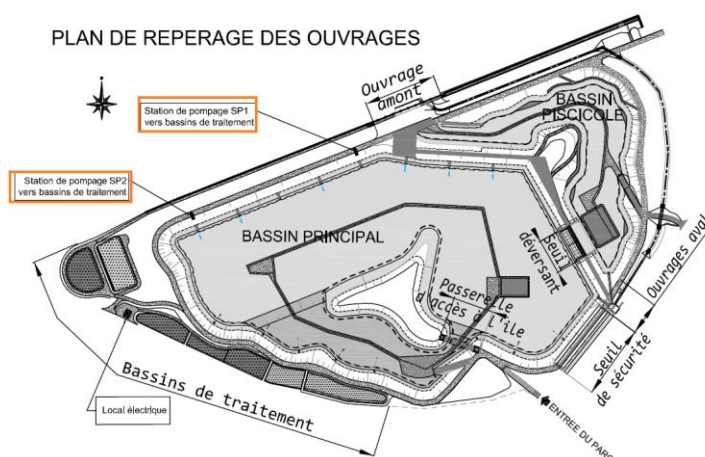 PLAN DE REPERAGE DES OUVRAGES
Ouvrage
amont
Station de pompage SP1
vers bassins de traitement
BASSIN
PISCICOLE
Station de pompage SP2
vers bassins de traitement
BASSIN PRINCIPAL
Seuil
déversant
Passerelle
d'accès à l'île
Ouvrages aval
Seuil
de sécurité
Bassins de traitement
Local électrique
ENTREE DU PARC